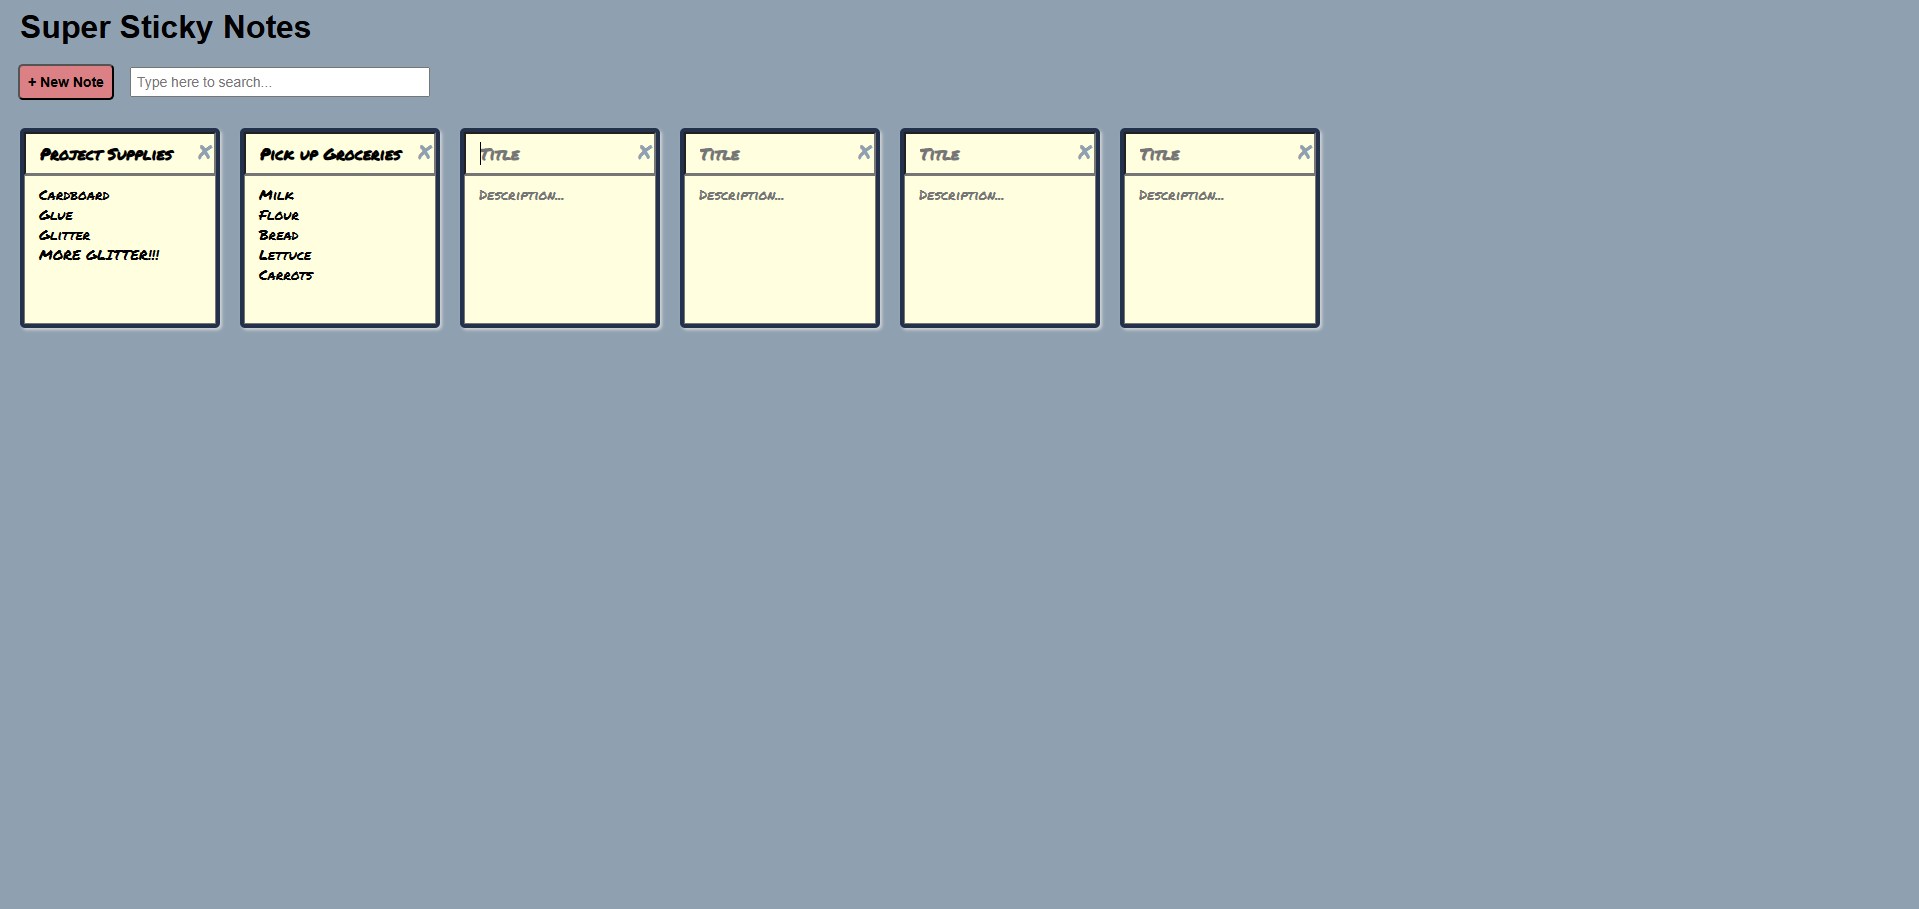 Super Sticky Notes
+ New Note
Type here to search...
Project Supplies
Cardboard
Glue
Glitter
MORE GLITTER!!!
Pick up Groceries
Milk
Flour
Bread
Lettuce
Carrots
Title
Description...
Title
Description...
Title
Description...
Title
Description...